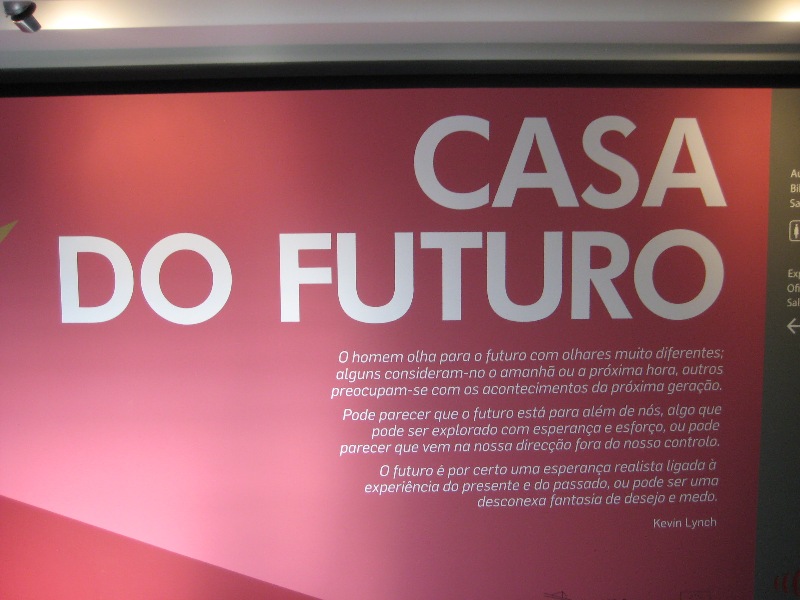 CASA
DO FUTURO
O homem olha para o futuro com olhares muito diferentes;
alguns consideram-no o amanhã ou a próxima hora, outros
preocupam-se com os acontecimentos da próxima geração.
Pode parecer que o futuro está para além de nós, algo que
pode ser explorado com esperança e esforço, ou pode
parecer que vem na nossa direcção fora do nosso controlo.
O futuro é por certo uma esperança realista ligada à
experiência do presente e do passado, ou pode ser uma
desconexa fantasia de desejo e medo.
Kevin Lynch